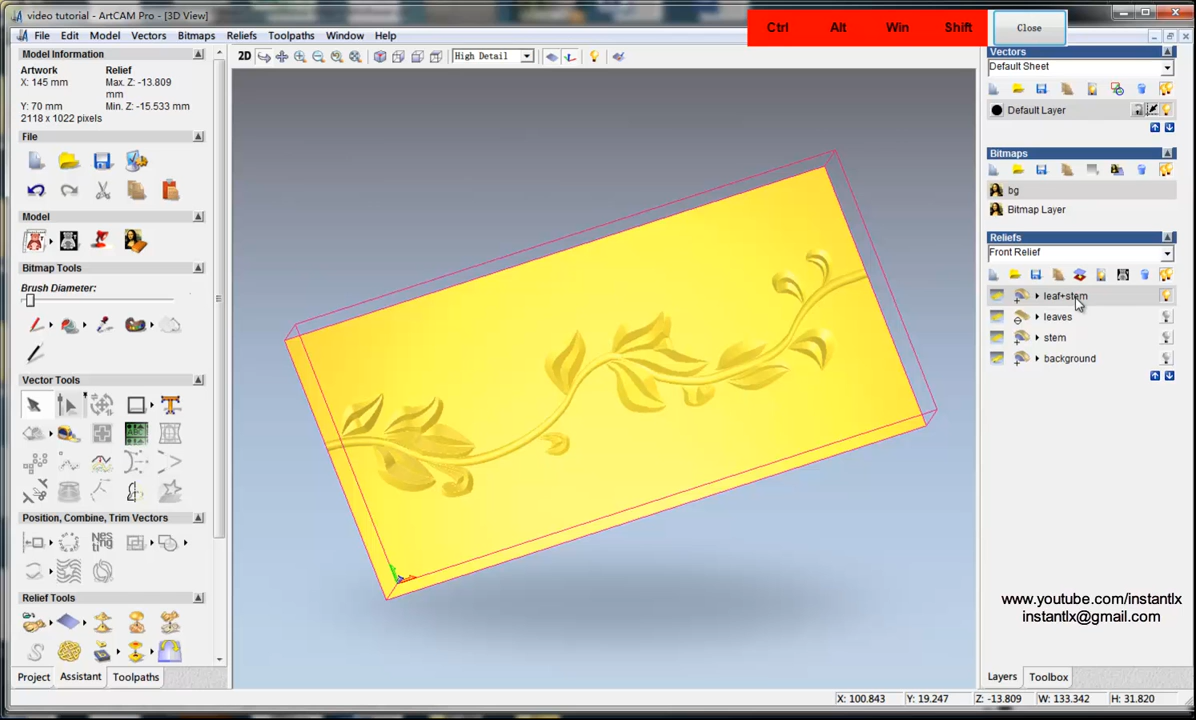 video tutorial - ArtCAM Pro - [3D View]
Ctrl Alt Win Shift Close
File Edit Model Vectors Bitmaps Reliefs Toolpaths Window Help
Model Information
Artwork Relief
X: 145 mm Max. Z: -13.809
mm
Y: 70 mm Min. Z: -15.533 mm
2118 x 1022 pixels
File
Model
Bitmap Tools
Brush Diameter:
Vector Tools
Position, Combine, Trim Vectors
Relief Tools
Project Assistant Toolpaths
2D High Detail
Vectors
Default Sheet
Default Layer
Bitmaps
bg
Bitmap Layer
Reliefs
Front Relief
leaf+stem
leaves
stem
background
www.youtube.com/instantlx
instantlx@gmail.com
Layers Toolbox
X: 100.843 Y: 19.247 Z: -13.809 W: 133.342 H: 31.820